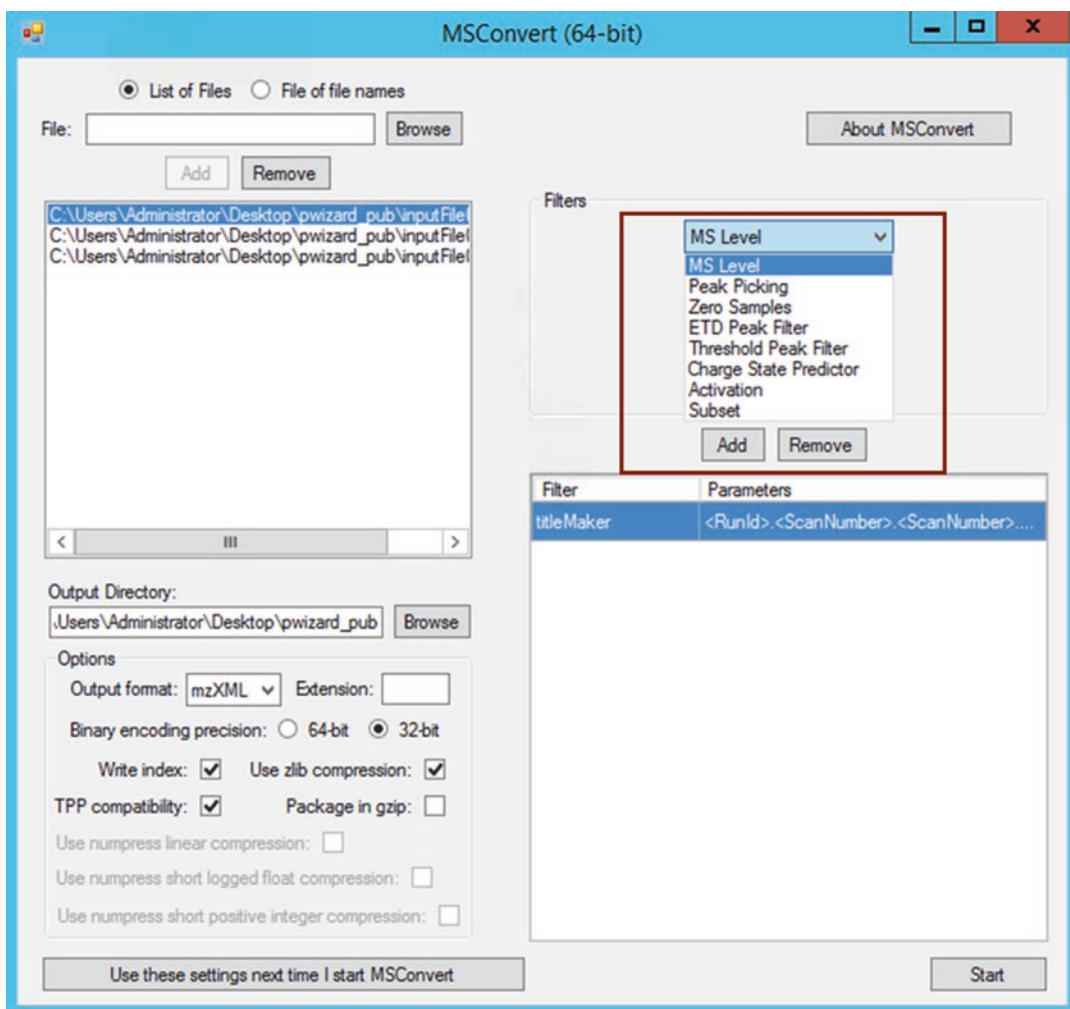 MSConvert (64-bit)
List of Files
File of file names
File:
Browse
About MSConvert
Add
Remove
C:\Users\Administrator\Desktop\pwizard_pub\inputFile
C:\Users\Administrator\Desktop\pwizard_pub\inputFile
C:\Users\Administrator\Desktop\pwizard_pub\inputFile
Output Directory:
\Users\Administrator\Desktop\pwizard_pub
Browse
Options
Output format: mzXML
Extension:
Binary encoding precision: 64-bit 32-bit
Write index:
Use zlib compression:
TPP compatibility:
Package in gzip:
Use numpress linear compression:
Use numpress short logged float compression:
Use numpress short positive integer compression:
Use these settings next time I start MSConvert
Filters
MS Level
MS Level
Peak Picking
Zero Samples
ETD Peak Filter
Threshold Peak Filter
Charge State Predictor
Activation
Subset
Add
Remove
Filter Parameters
titleMaker <RunId>.<ScanNumber>.<ScanNumber>....
Start